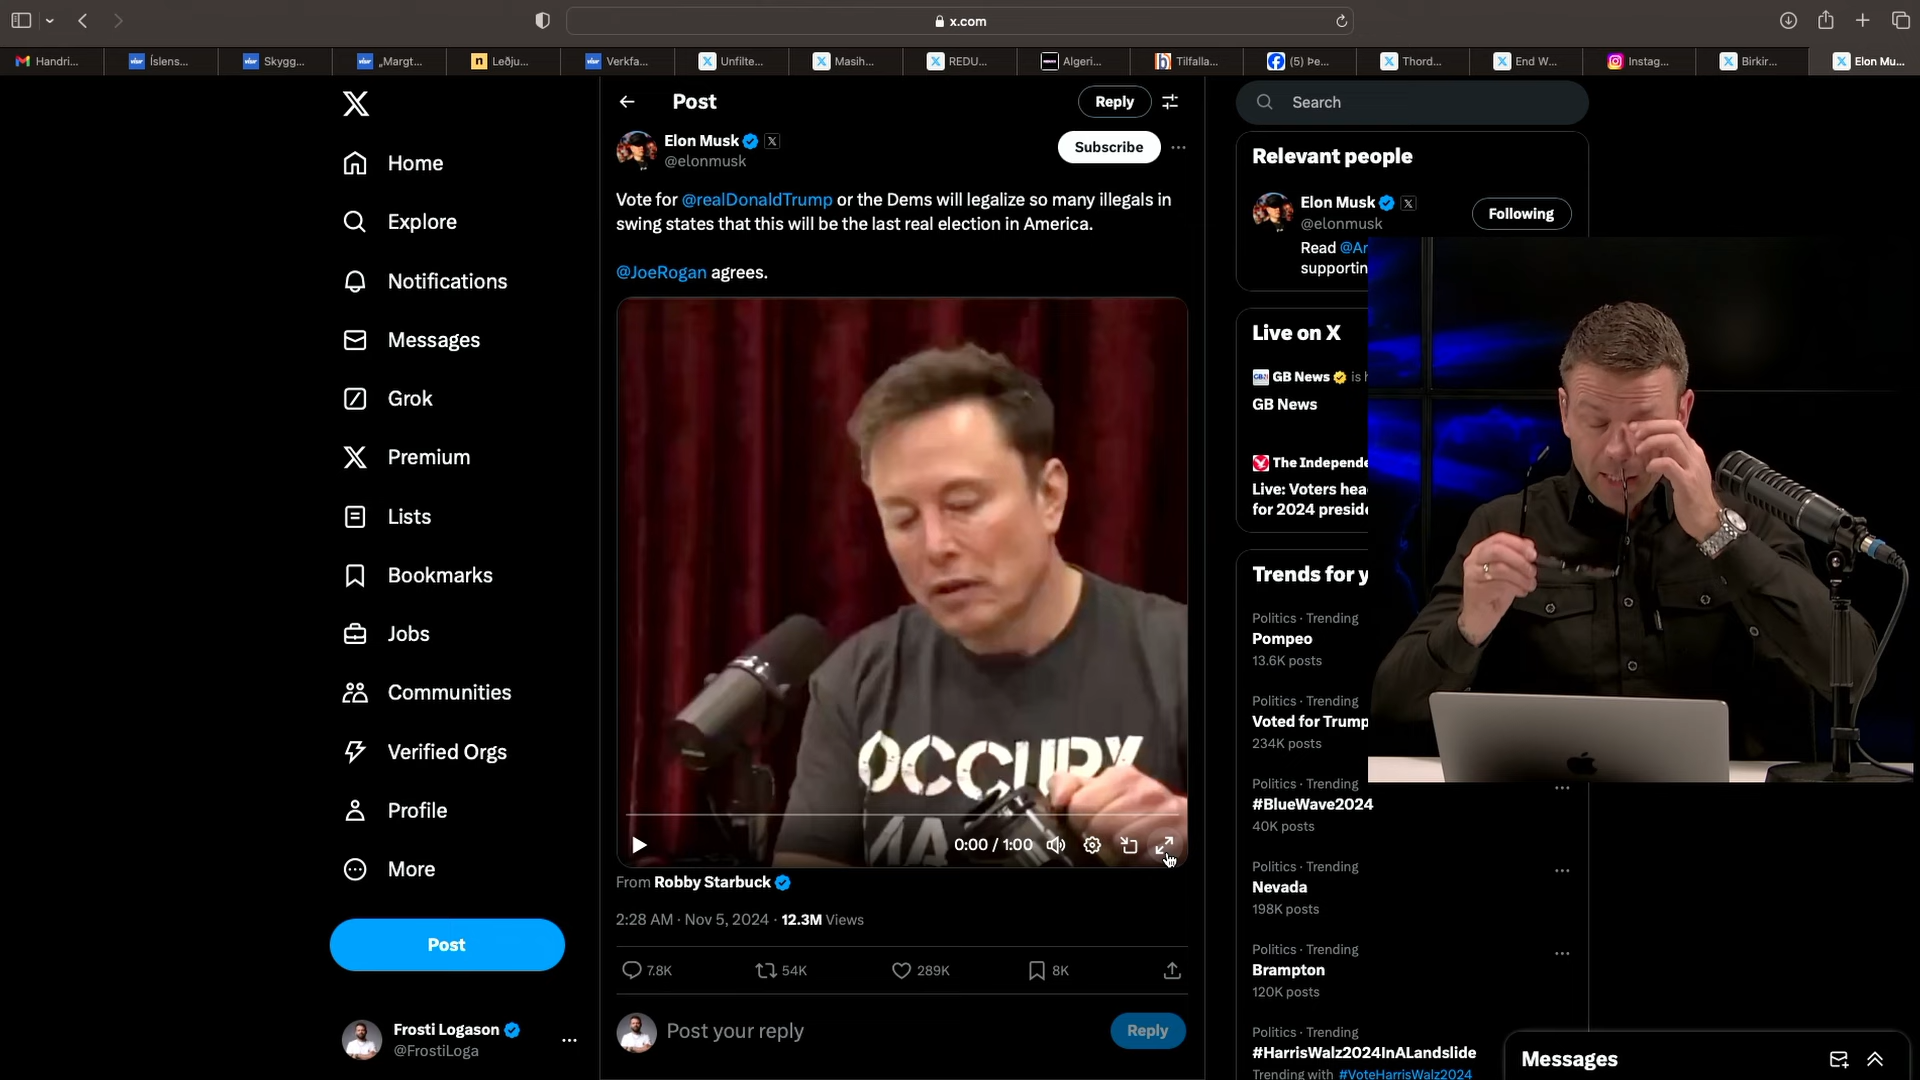 x.com
Handri...
Íslens...
Skygg...
„Margt...
Leðju...
Verkfa...
Unfilte...
Masih...
REDU...
Algeri...
Tilfalla...
(5) Þe...
Thord...
End W...
Instag...
Birkir...
Elon Mu...
Home
Explore
Notifications
Messages
Grok
Premium
Lists
Bookmarks
Jobs
Communities
Verified Orgs
Profile
More
Post
Frosti Logason
@FrostiLoga
Post
Reply
Elon Musk
@elonmusk
Subscribe
Vote for @realDonaldTrump or the Dems will legalize so many illegals in
swing states that this will be the last real election in America.
@JoeRogan agrees.
OCCUPY
0:00 / 1:00
From Robby Starbuck
2:28 AM · Nov 5, 2024 · 12.3M Views
7.8K
54K
289K
8K
Post your reply
Reply
Search
Relevant people
Elon Musk
@elonmusk
Following
Read
supportin
Live on X
GB News is
GB News
The Independe
Live: Voters hea
for 2024 preside
Trends for y
Politics · Trending
Pompeo
13.6K posts
Politics · Trending
Voted for Trump
234K posts
Politics · Trending
#BlueWave2024
40K posts
Politics · Trending
Nevada
198K posts
Politics · Trending
Brampton
120K posts
Politics · Trending
#HarrisWalz2024InALandslide
Trending with #VoteHarrisWalz2024
Messages